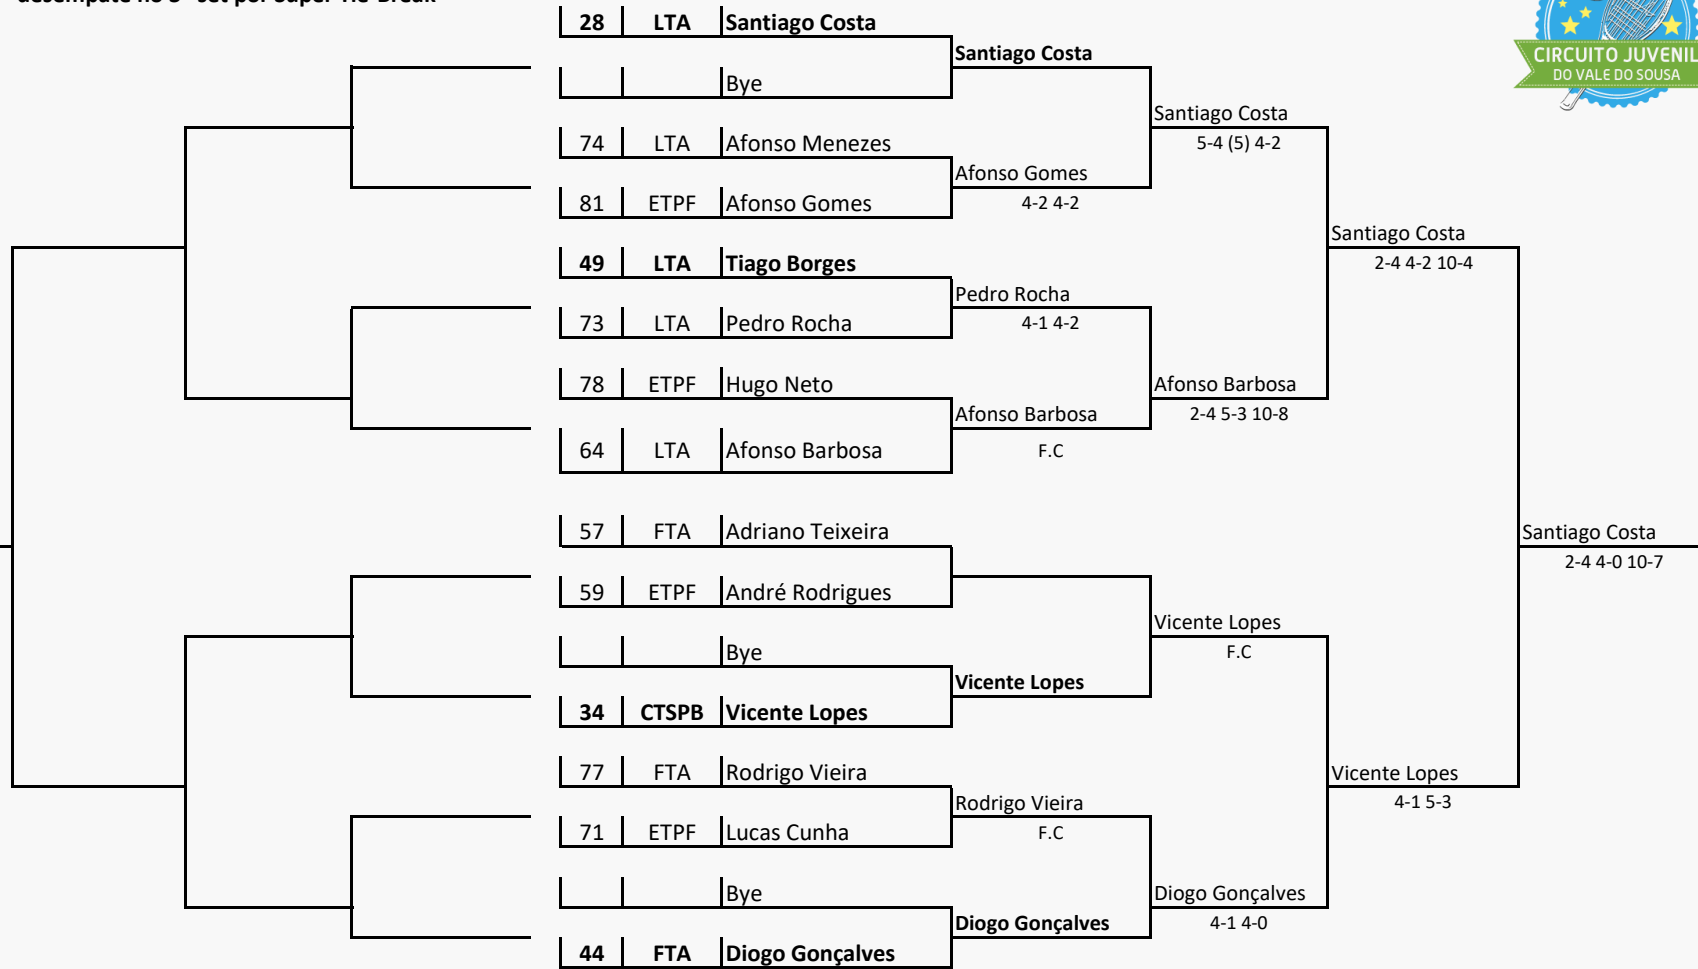 28 LTA Santiago Costa
Santiago Costa
Bye
Santiago Costa
5-4 (5) 4-2
74 LTA Afonso Menezes
Afonso Gomes
4-2 4-2
81 ETPF Afonso Gomes
Santiago Costa
2-4 4-2 10-4
49 LTA Tiago Borges
Pedro Rocha
4-1 4-2
73 LTA Pedro Rocha
Afonso Barbosa
2-4 5-3 10-8
78 ETPF Hugo Neto
Afonso Barbosa
F.C
64 LTA Afonso Barbosa
Santiago Costa
2-4 4-0 10-7
57 FTA Adriano Teixeira
59 ETPF André Rodrigues
Vicente Lopes
F.C
Bye
Vicente Lopes
34 CTSPB Vicente Lopes
Vicente Lopes
4-1 5-3
77 FTA Rodrigo Vieira
Rodrigo Vieira
F.C
71 ETPF Lucas Cunha
Diogo Gonçalves
4-1 4-0
Bye
Diogo Gonçalves
44 FTA Diogo Gonçalves
CIRCUITO JUVENIL
DO VALE DO SOUSA